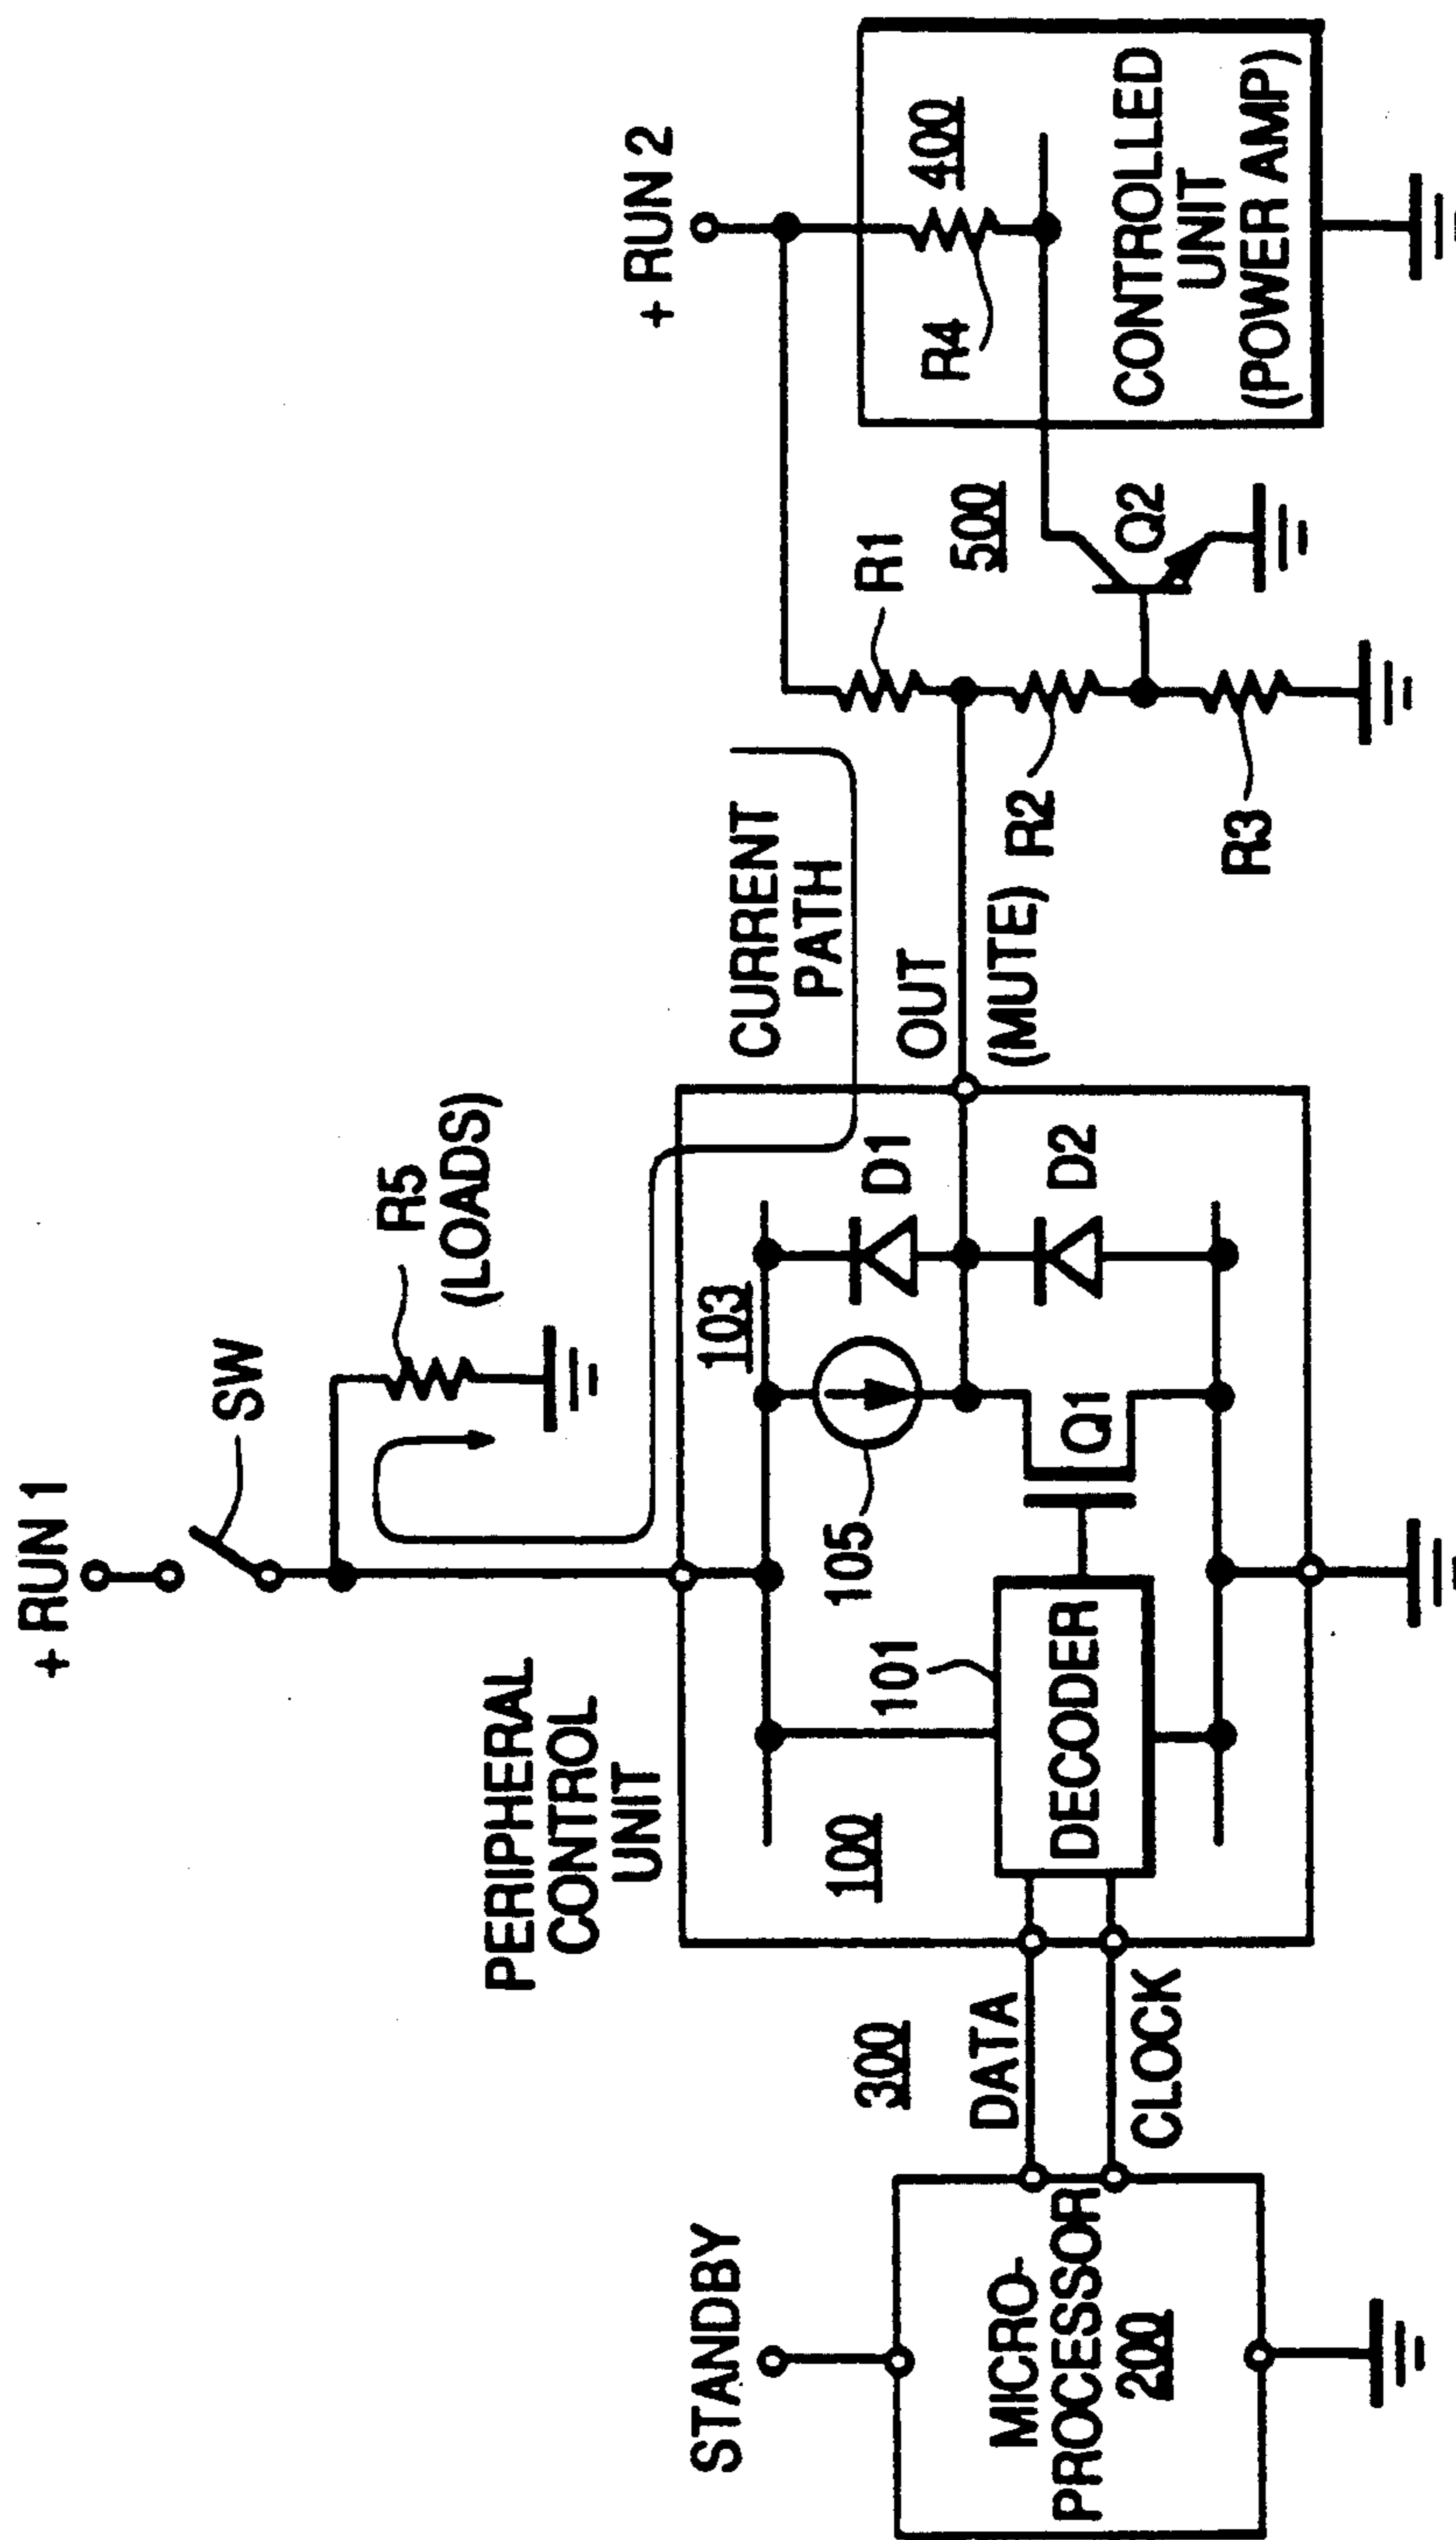 + RUN 1
SW
R5
(LOADS)
+ RUN 2
PERIPHERAL
CONTROL
UNIT
CURRENT
PATH
STANDBY
100
103
105
101
DECODER
Q1
D1
D2
OUT
(MUTE)
R1
R2
R3
500
Q2
R4
400
CONTROLLED
UNIT
(POWER AMP)
300
DATA
CLOCK
MICRO-
PROCESSOR
200